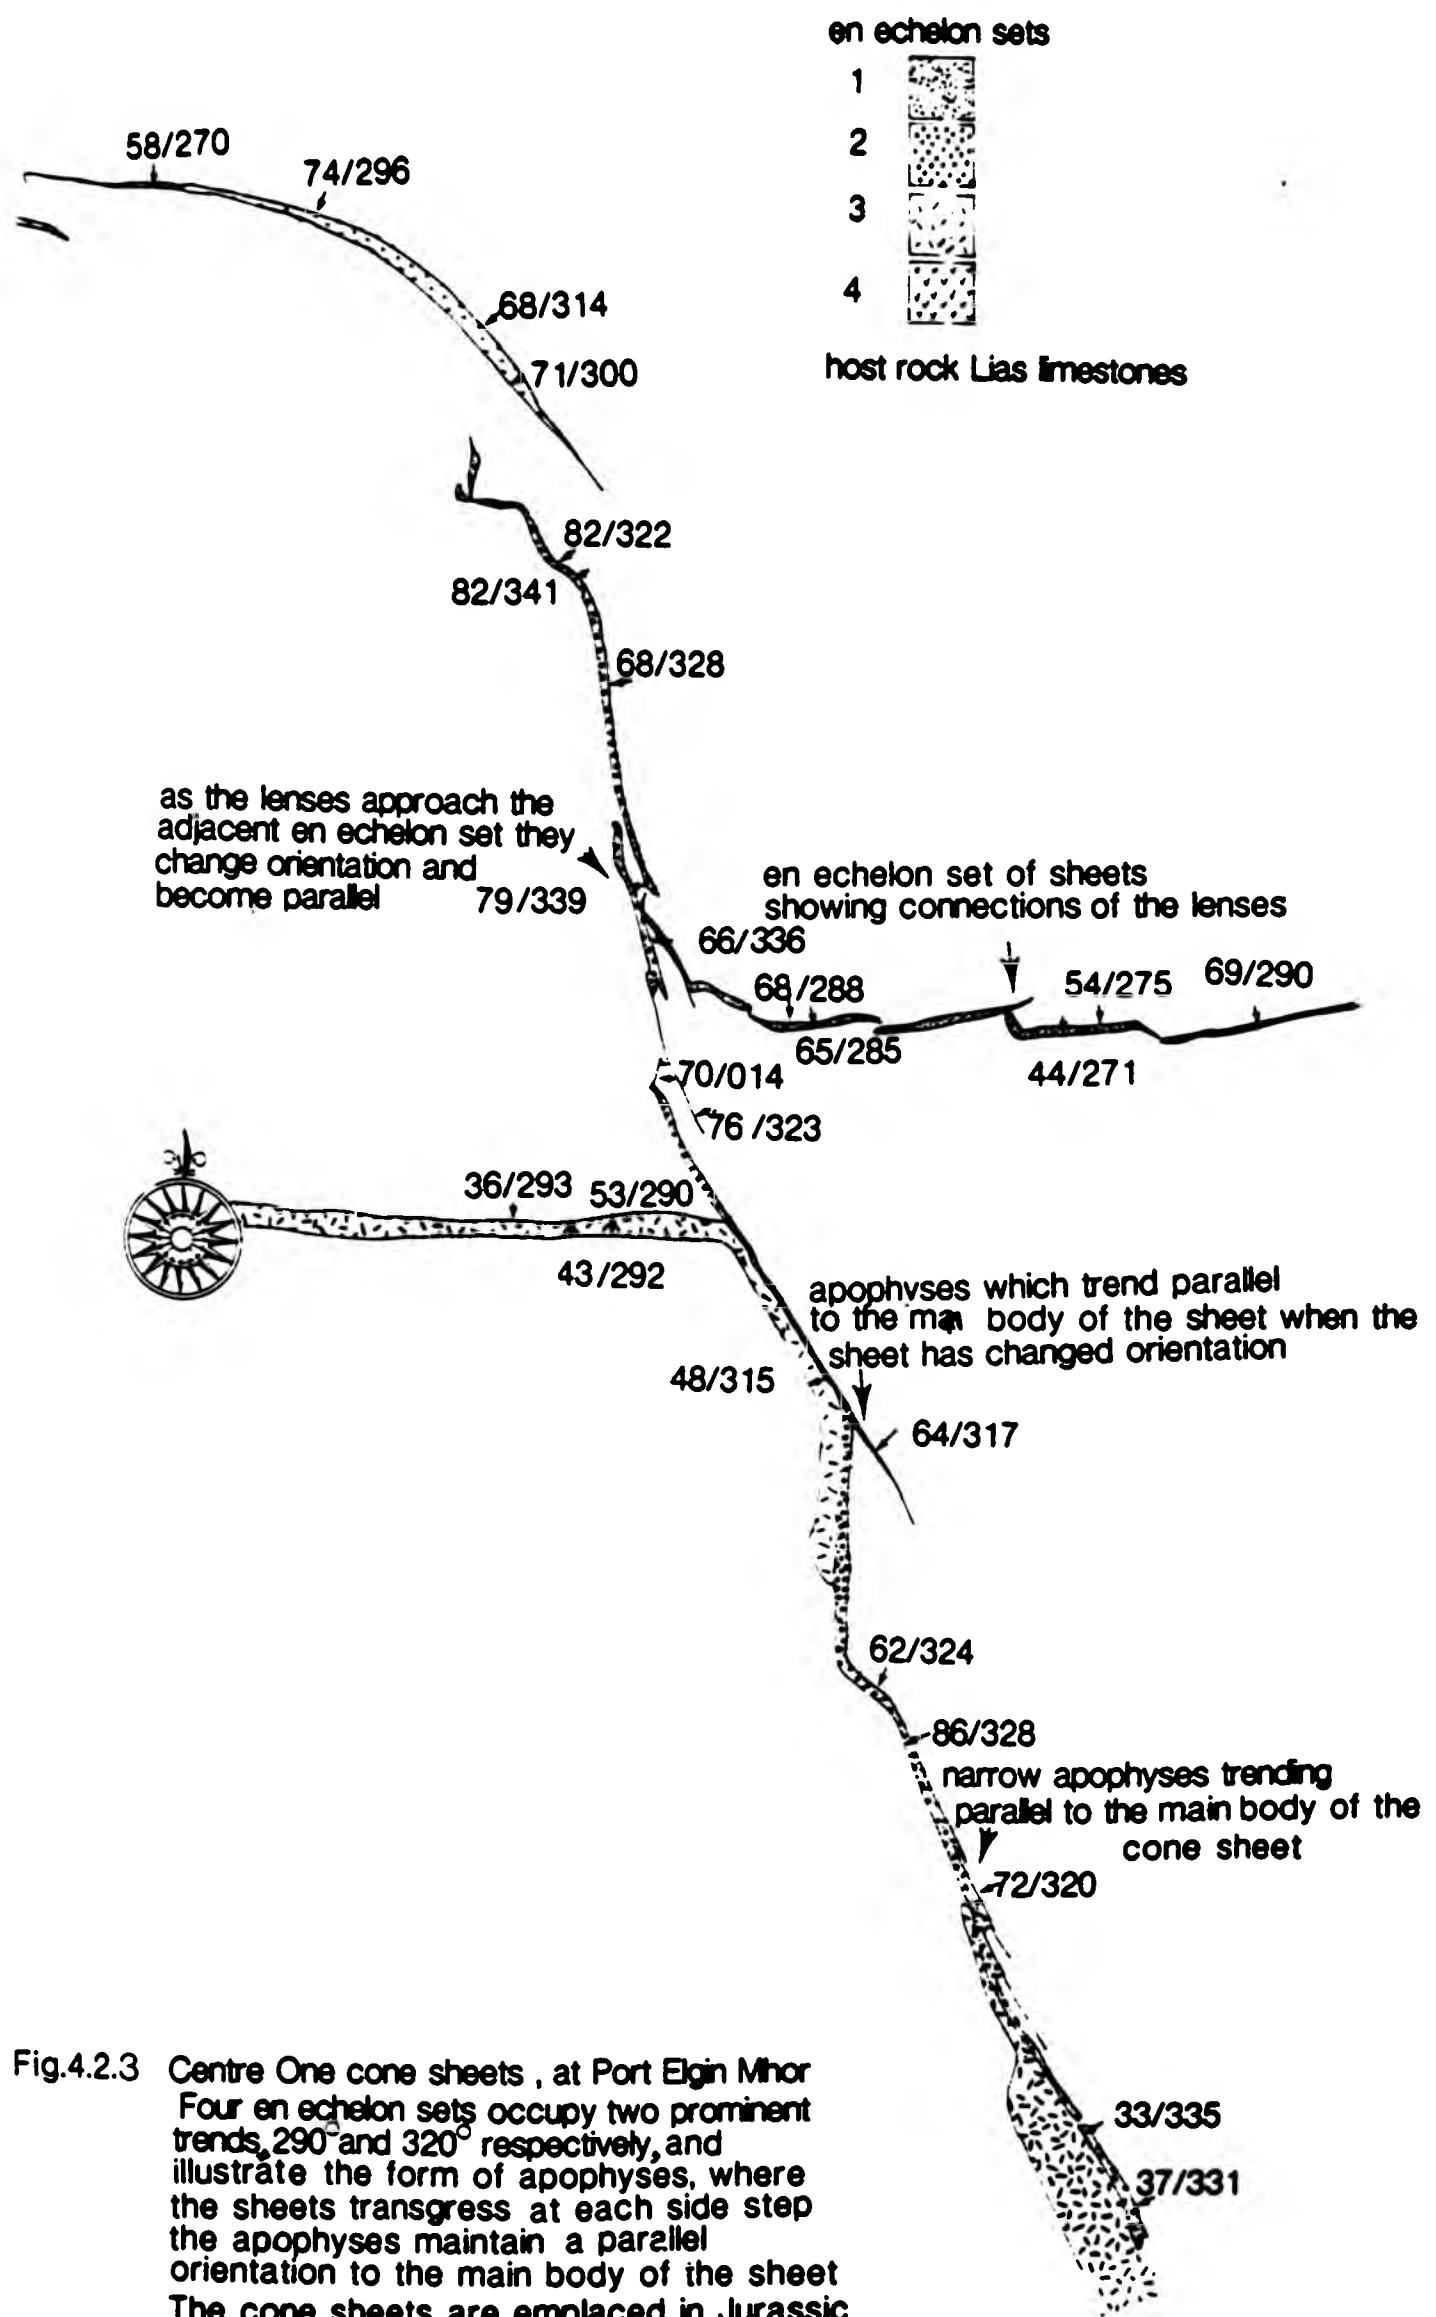 en echelon sets
1
2
3
4
host rock Lias limestones
58/270
74/296
68/314
71/300
82/322
82/341
68/328
as the lenses approach the
adjacent en echelon set they
change orientation and
become parallel
79/339
en echelon set of sheets
showing connections of the lenses
66/336
68/288
54/275
69/290
65/285
44/271
70/014
76/323
36/293
53/290
43/292
apophyses which trend parallel
to the main body of the sheet when the
sheet has changed orientation
48/315
64/317
62/324
86/328
narrow apophyses trending
parallel to the main body of the
cone sheet
72/320
33/335
37/331
Fig.4.2.3 Centre One cone sheets , at Port Elgin Mhor
Four en echelon sets occupy two prominent
trends, 290° and 320° respectively, and
illustrate the form of apophyses, where
the sheets transgress at each side step
the apophyses maintain a parallel
orientation to the main body of the sheet
The cone sheets are emplaced in Jurassic